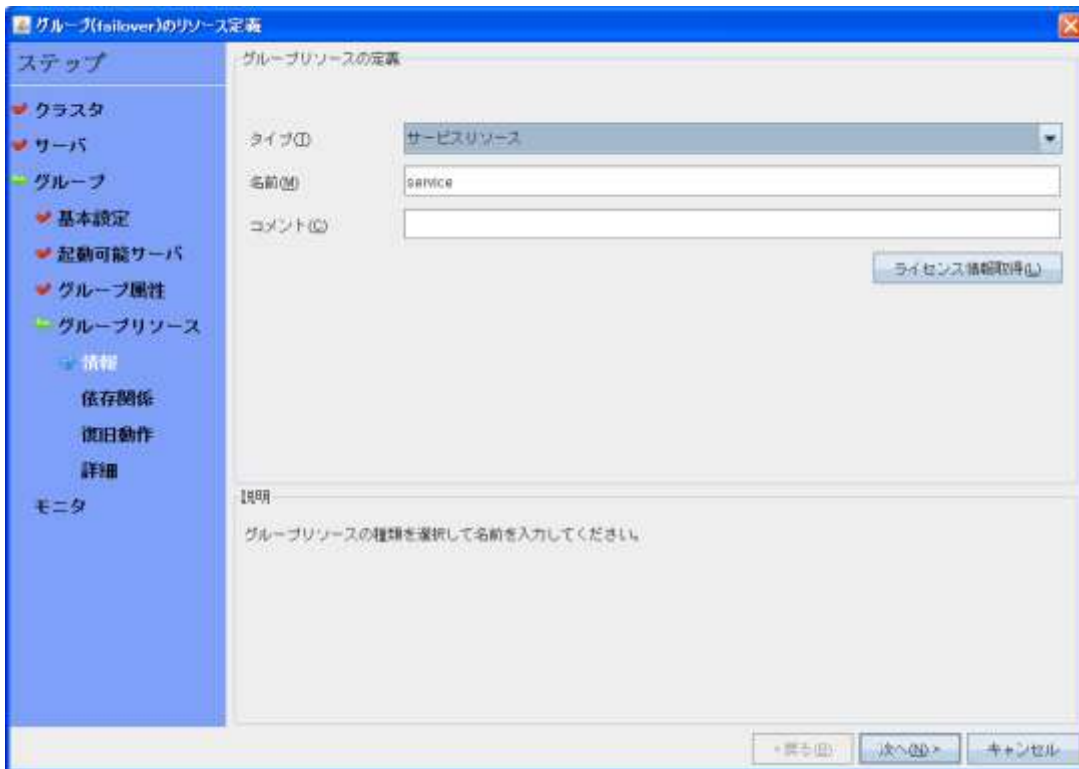 グループ(failover)のリソース定義
ステップ
クラスタ
サーバ
グループ
基本設定
起動可能サーバ
グループ属性
グループリソース
情報
依存関係
復旧動作
詳細
モニタ
グループリソースの定義
タイプ(T)
サービスリソース
名前(M)
service
コメント(C)
ライセンス情報取得(L)
説明
グループリソースの種類を選択して名前を入力してください。
< 戻る(B)
次へ(N) >
キャンセル